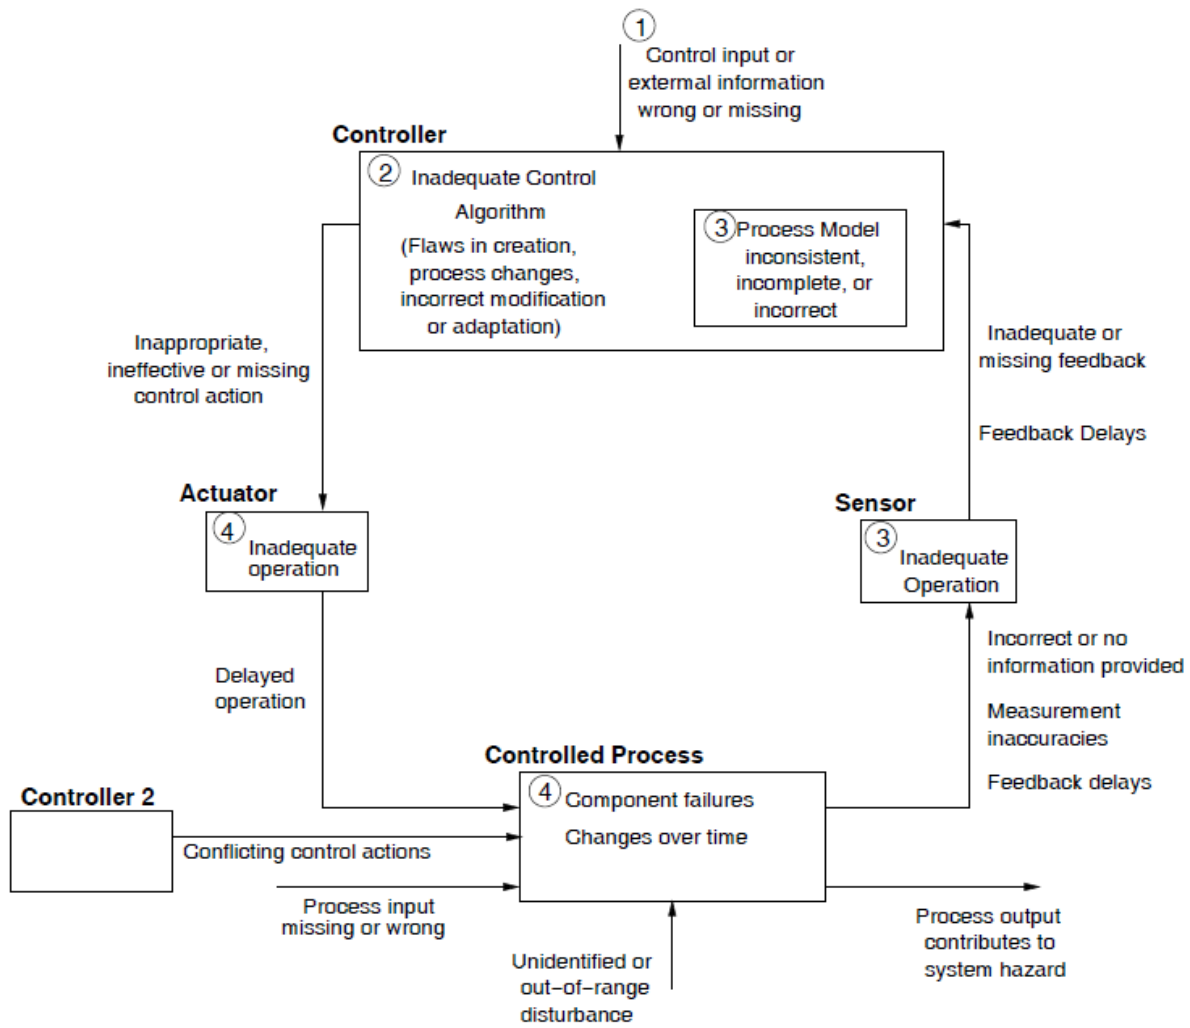 1
Control input or
external information
wrong or missing
Controller
2
Inadequate Control
Algorithm
(Flaws in creation,
process changes,
incorrect modification
or adaptation)
3
Process Model
inconsistent,
incomplete, or
incorrect
Inappropriate,
ineffective or missing
control action
Inadequate or
missing feedback
Feedback Delays
Actuator
4
Inadequate
operation
Sensor
3
Inadequate
Operation
Delayed
operation
Incorrect or no
information provided
Measurement
inaccuracies
Feedback delays
Controlled Process
4
Component failures
Changes over time
Controller 2
Conflicting control actions
Process input
missing or wrong
Unidentified or
out-of-range
disturbance
Process output
contributes to
system hazard